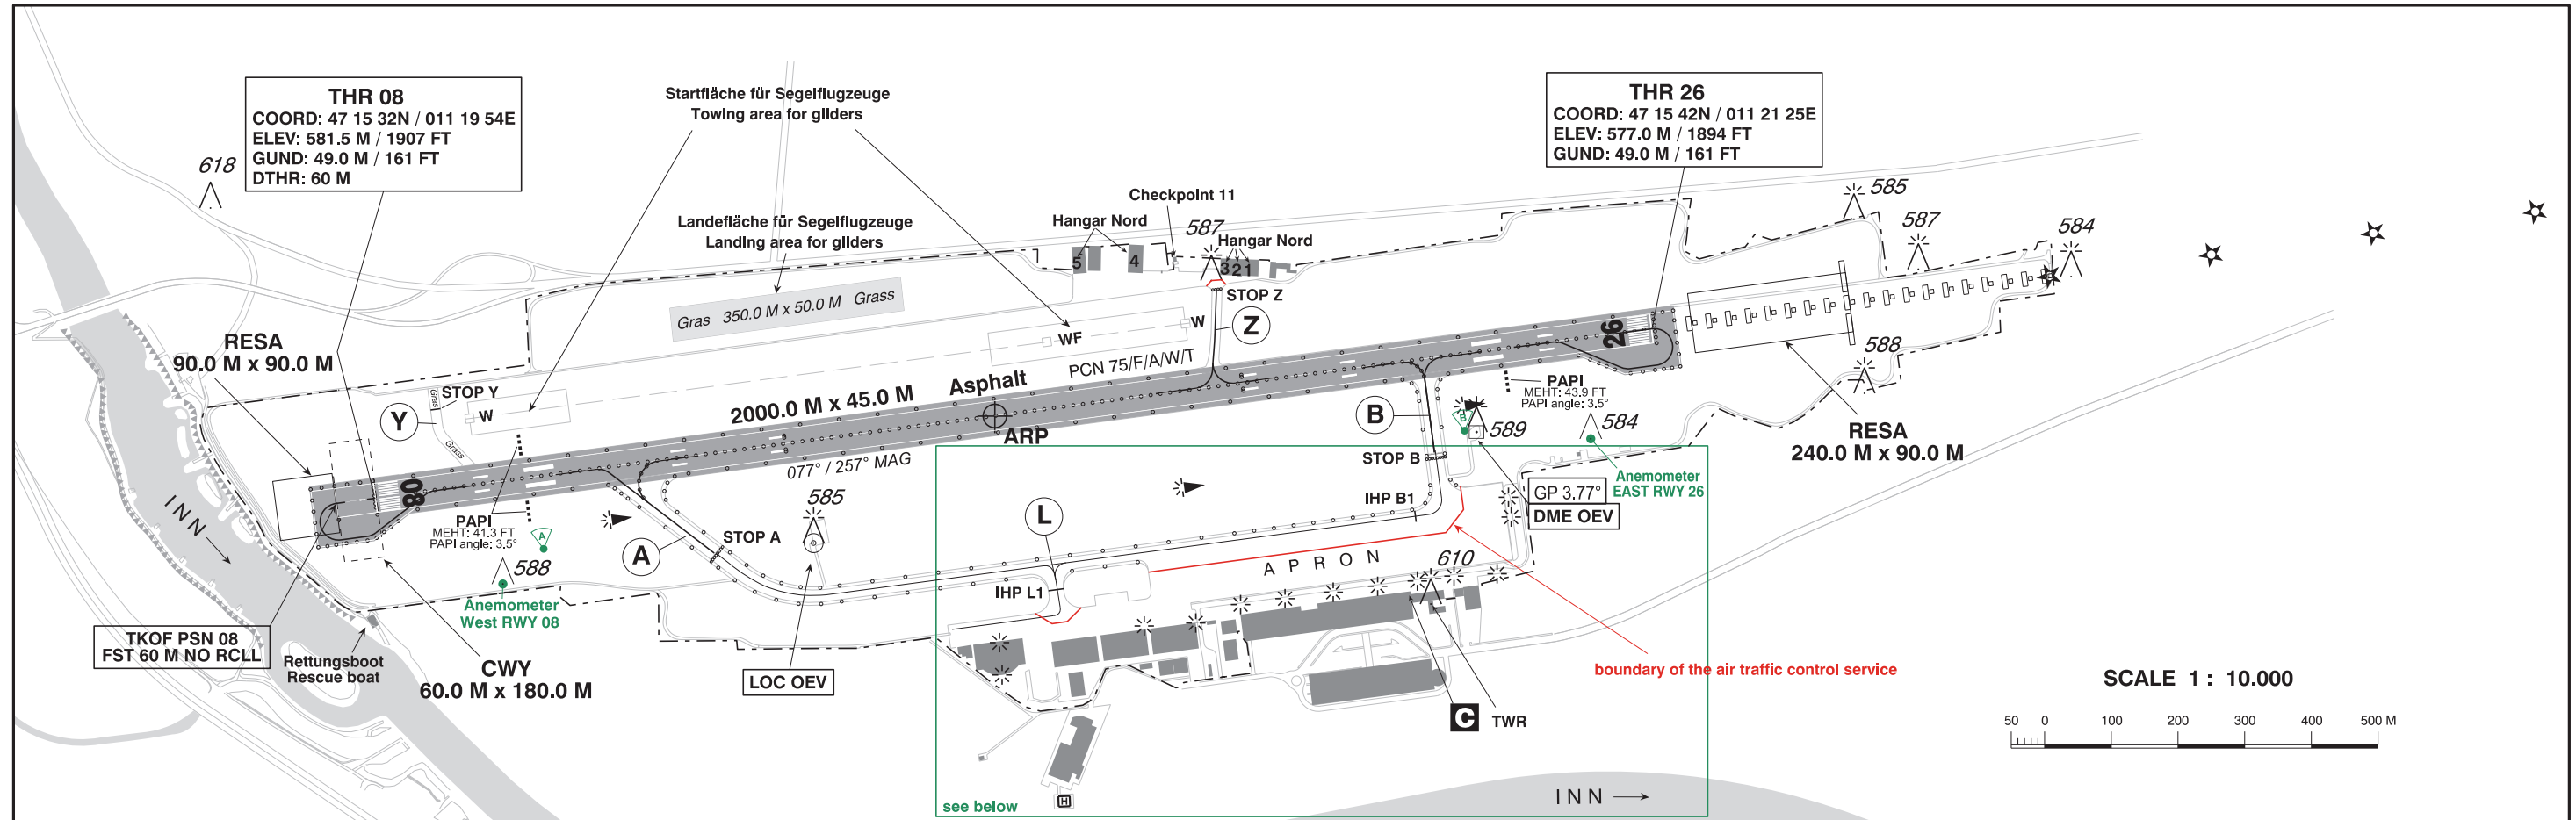 THR 08
COORD: 47 15 32N / 011 19 54E
ELEV: 581.5 M / 1907 FT
GUND: 49.0 M / 161 FT
DTHR: 60 M
Startfläche für Segelflugzeuge
Towing area for gliders
THR 26
COORD: 47 15 42N / 011 21 25E
ELEV: 577.0 M / 1894 FT
GUND: 49.0 M / 161 FT
618
Landefläche für Segelflugzeuge
Landing area for gliders
Checkpoint 11
Hangar Nord
587
Hangar Nord
5
4
3 2 1
585
587
584
Gras 350.0 M x 50.0 M Grass
STOP Z
Z
W
WF
26
588
RESA
90.0 M x 90.0 M
STOP Y
Gras
W
Y
Grass
2000.0 M x 45.0 M
Asphalt
PCN 75/F/A/W/T
ARP
077° / 257° MAG
PAPI
MEHT: 43.9 FT
PAPI angle: 3,5°
B
B
589
584
STOP B
Anemometer
EAST RWY 26
RESA
240.0 M x 90.0 M
GP 3.77°
DME OEV
IHP B1
08
PAPI
MEHT: 41.3 FT
PAPI angle: 3,5°
A
588
Anemometer
West RWY 08
A
STOP A
585
L
IHP L1
APRON
610
INN
TKOF PSN 08
FST 60 M NO RCLL
Rettungsboot
Rescue boat
CWY
60.0 M x 180.0 M
LOC OEV
boundary of the air traffic control service
C
TWR
see below
H
INN
SCALE 1 : 10.000
50 0 100 200 300 400 500 M